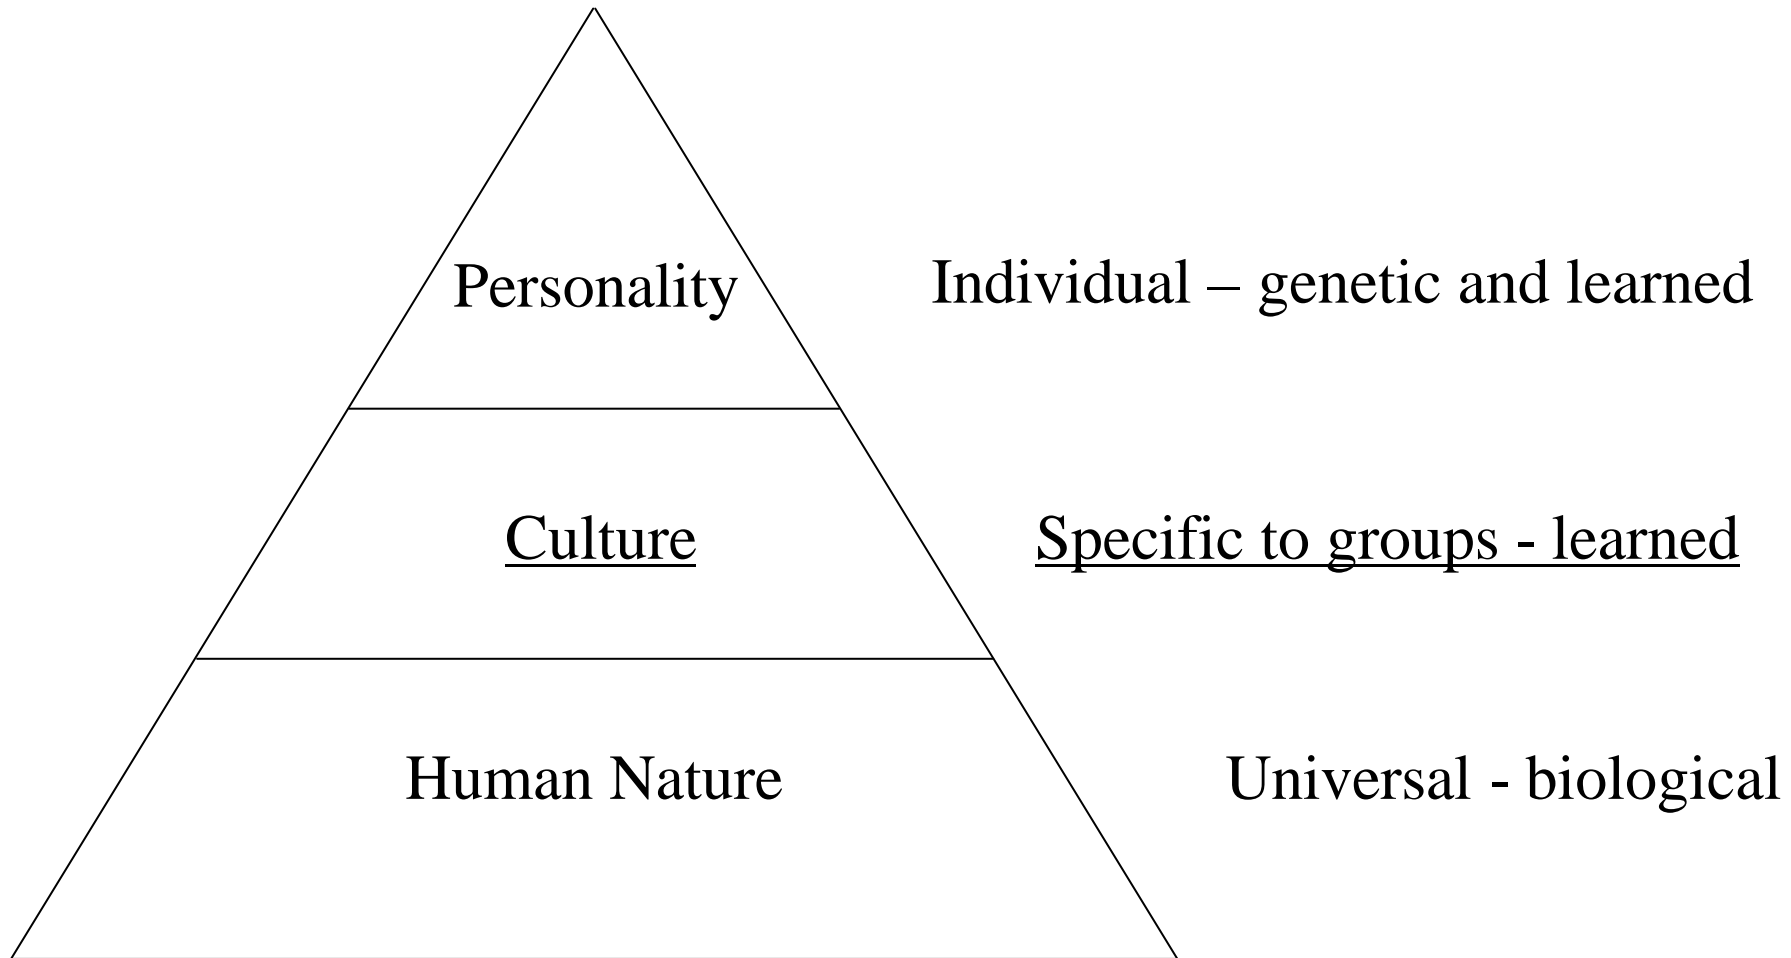 Personality Individual – genetic and learned
Culture Specific to groups - learned
Human Nature Universal - biological